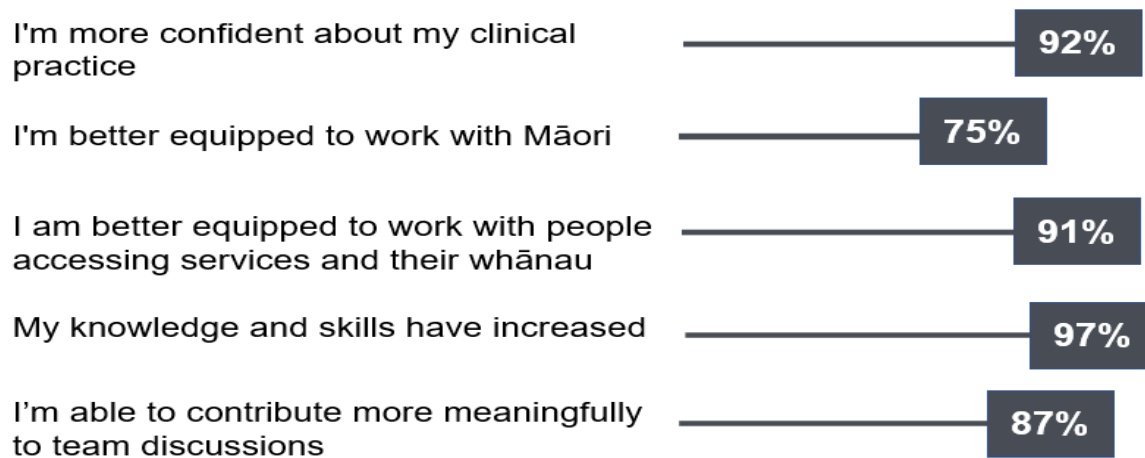 I'm more confident about my clinical
practice
92%
I'm better equipped to work with Māori
75%
I am better equipped to work with people
accessing services and their whānau
91%
My knowledge and skills have increased
97%
I’m able to contribute more meaningfully
to team discussions
87%